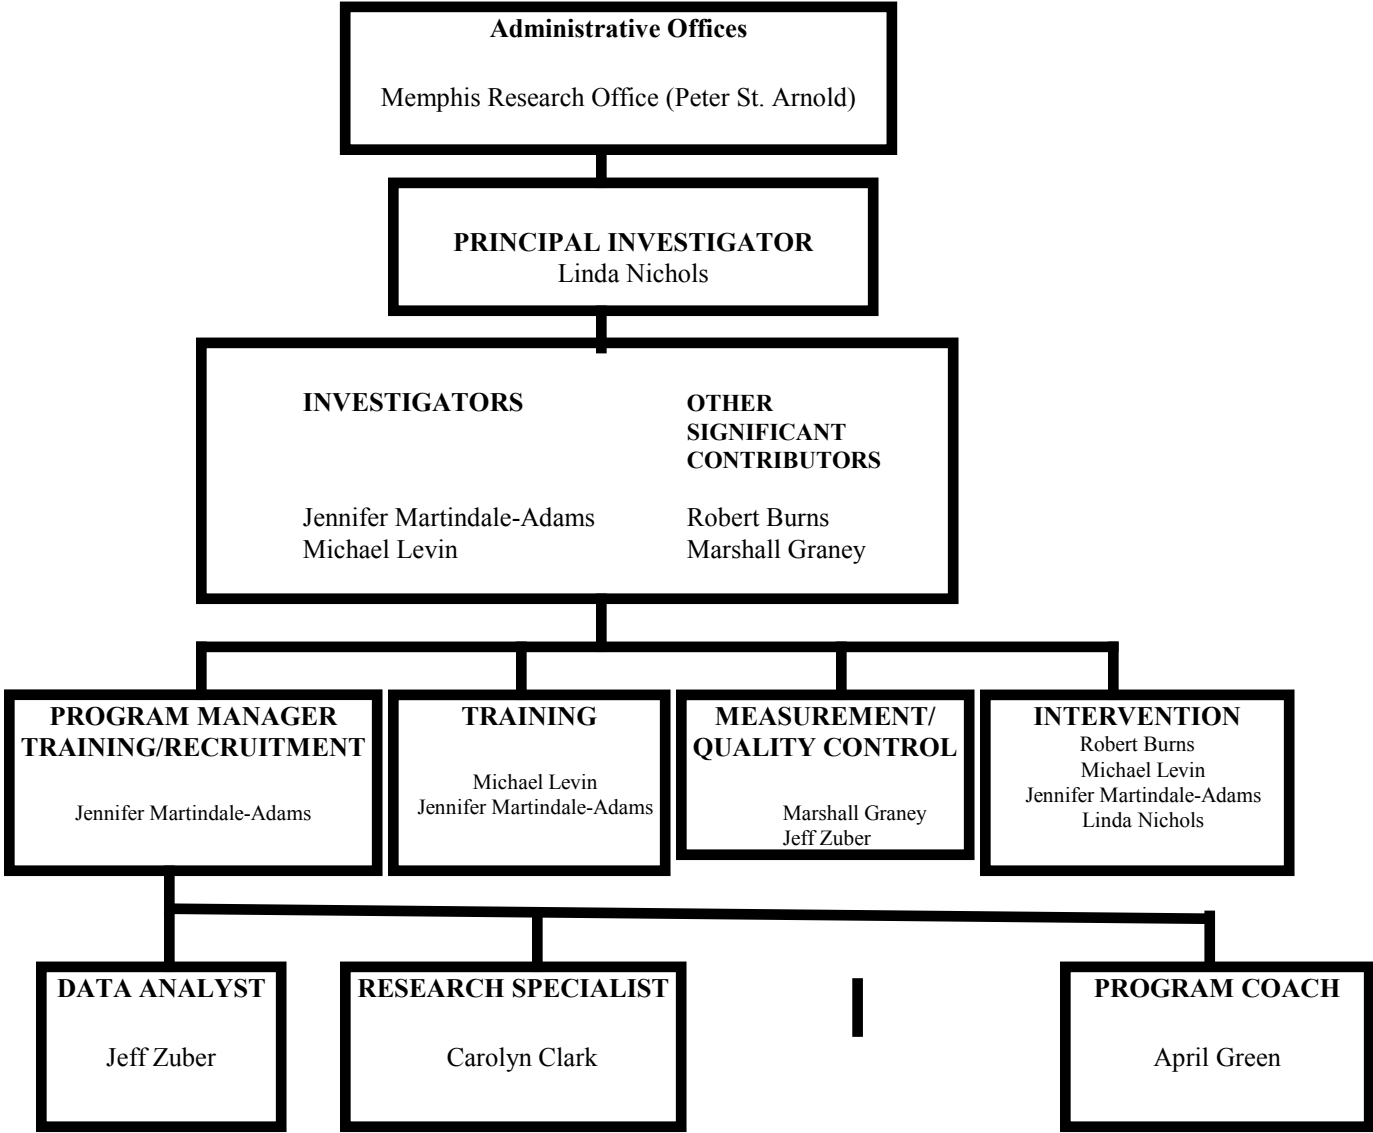 Administrative Offices
Memphis Research Office (Peter St. Arnold)
PRINCIPAL INVESTIGATOR
Linda Nichols
INVESTIGATORS
Jennifer Martindale-Adams
Michael Levin
OTHER
SIGNIFICANT
CONTRIBUTORS
Robert Burns
Marshall Graney
PROGRAM MANAGER
TRAINING/RECRUITMENT
Jennifer Martindale-Adams
TRAINING
Michael Levin
Jennifer Martindale-Adams
MEASUREMENT/
QUALITY CONTROL
Marshall Graney
Jeff Zuber
INTERVENTION
Robert Burns
Michael Levin
Jennifer Martindale-Adams
Linda Nichols
DATA ANALYST
Jeff Zuber
RESEARCH SPECIALIST
Carolyn Clark
PROGRAM COACH
April Green